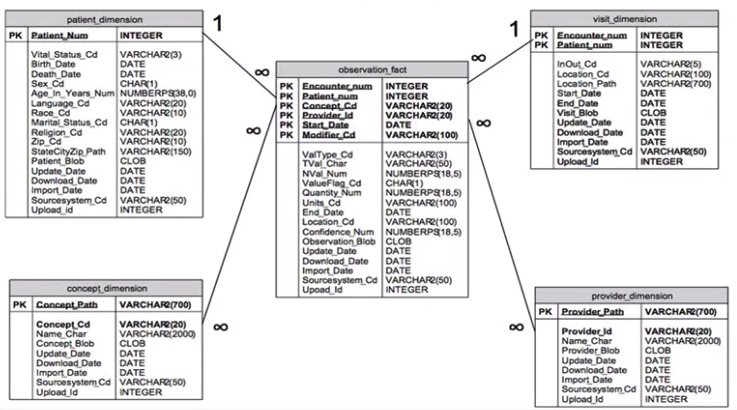 patient_dimension
PK Patient_Num INTEGER
Vital_Status_Cd VARCHAR2(3)
Birth_Date DATE
Death_Date DATE
Sex_Cd CHAR(1)
Age_In_Years_Num NUMBERPS(38,0)
Language_Cd VARCHAR2(20)
Race_Cd VARCHAR2(10)
Marital_Status_Cd CHAR(1)
Religion_Cd VARCHAR2(20)
Zip_Cd VARCHAR2(10)
StateCityZip_Path VARCHAR2(150)
Patient_Blob CLOB
Update_Date DATE
Download_Date DATE
Import_Date DATE
Sourcesystem_Cd VARCHAR2(50)
Upload_id INTEGER
1
∞
∞
observation_fact
PK Encounter_num INTEGER
PK Patient_num INTEGER
PK Concept_Cd VARCHAR2(20)
PK Provider_Id VARCHAR2(20)
PK Start_Date DATE
PK Modifier_Cd VARCHAR2(100)
ValType_Cd VARCHAR2(3)
TVal_Char VARCHAR2(50)
NVal_Num NUMBERPS(18,5)
ValueFlag_Cd CHAR(1)
Quantity_Num NUMBERPS(18,5)
Units_Cd VARCHAR2(100)
End_Date DATE
Location_Cd VARCHAR2(100)
Confidence_Num NUMBERPS(18,5)
Observation_Blob CLOB
Update_Date DATE
Download_Date DATE
Import_Date DATE
Sourcesystem_Cd VARCHAR2(50)
Upoad_Id INTEGER
∞
∞
1
visit_dimension
PK Encounter_num INTEGER
PK Patient_num INTEGER
InOut_Cd VARCHAR2(5)
Location_Cd VARCHAR2(100)
Location_Path VARCHAR2(700)
Start_Date DATE
End_Date DATE
Visit_Blob CLOB
Update_Date DATE
Download_Date DATE
Import_Date DATE
Sourcesystem_Cd VARCHAR2(50)
Upload_Id INTEGER
concept_dimension
PK Concept_Path VARCHAR2(700)
Concept_Cd VARCHAR2(20)
Name_Char VARCHAR2(2000)
Concept_Blob CLOB
Update_Date DATE
Download_Date DATE
Import_Date DATE
Sourcesystem_Cd VARCHAR2(50)
Upload_Id INTEGER
∞
∞
provider_dimension
PK Provider_Path VARCHAR2(700)
Provider_Id VARCHAR2(20)
Name_Char VARCHAR2(2000)
Provider_Blob CLOB
Update_Date DATE
Download_Date DATE
Import_Date DATE
Sourcesystem_Cd VARCHAR2(50)
Upload_Id INTEGER